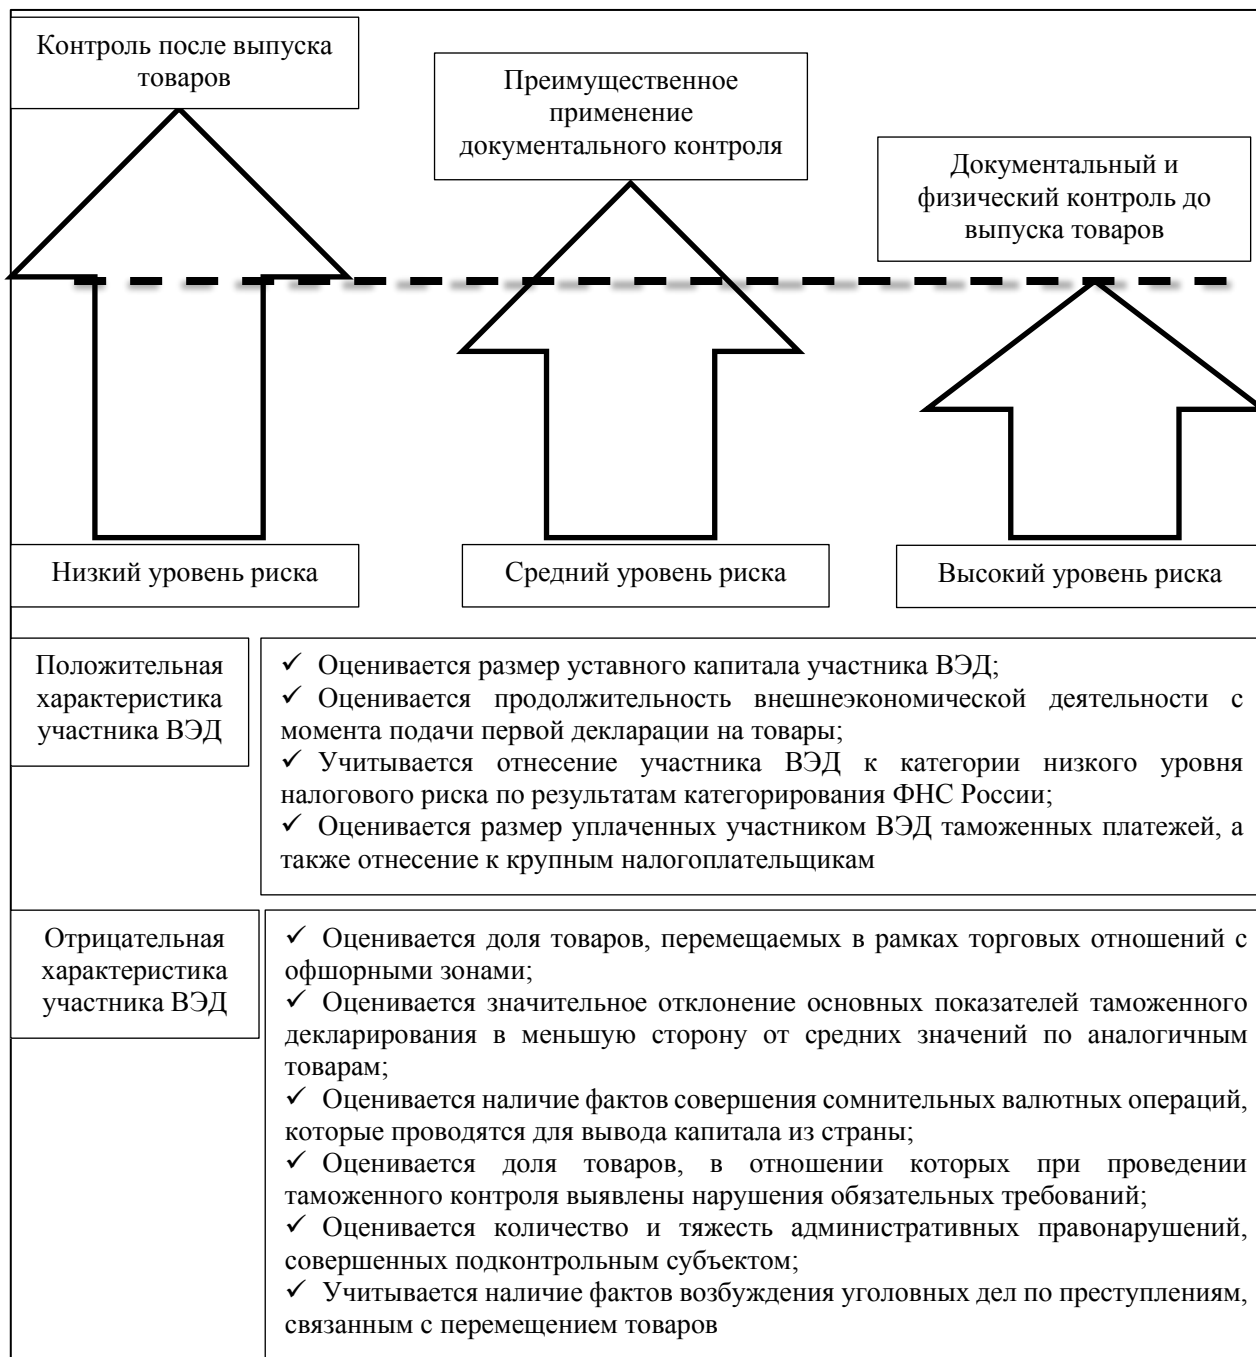 Контроль после выпуска
товаров
Преимущественное
применение
документального контроля
Документальный и
физический контроль до
выпуска товаров
Низкий уровень риска
Средний уровень риска
Высокий уровень риска
Положительная
характеристика
участника ВЭД
✓ Оценивается размер уставного капитала участника ВЭД;
✓ Оценивается продолжительность внешнеэкономической деятельности с
момента подачи первой декларации на товары;
✓ Учитывается отнесение участника ВЭД к категории низкого уровня
налогового риска по результатам категорирования ФНС России;
✓ Оценивается размер уплаченных участником ВЭД таможенных платежей, а
также отнесение к крупным налогоплательщикам
Отрицательная
характеристика
участника ВЭД
✓ Оценивается доля товаров, перемещаемых в рамках торговых отношений с
офшорными зонами;
✓ Оценивается значительное отклонение основных показателей таможенного
декларирования в меньшую сторону от средних значений по аналогичным
товарам;
✓ Оценивается наличие фактов совершения сомнительных валютных операций,
которые проводятся для вывода капитала из страны;
✓ Оценивается доля товаров, в отношении которых при проведении
таможенного контроля выявлены нарушения обязательных требований;
✓ Оценивается количество и тяжесть административных правонарушений,
совершенных подконтрольным субъектом;
✓ Учитывается наличие фактов возбуждения уголовных дел по преступлениям,
связанным с перемещением товаров